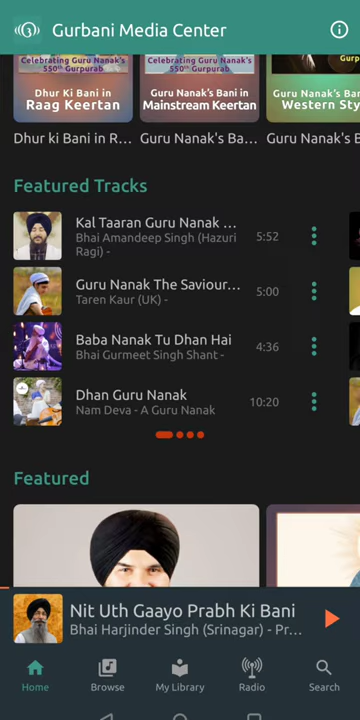 Gurbani Media Center
Celebrating Guru Nanak's
550th Gurpurab
Dhur Ki Bani in
Raag Keertan
Celebrating Guru Nanak's
550th Gurpurab
Guru Nanak's Bani in
Mainstream Keertan
Guru Nanak's Ban
Western Sty
Dhur ki Bani in R...
Guru Nanak's Ba...
Guru Nanak's B
Featured Tracks
Kal Taaran Guru Nanak ...
Bhai Amandeep Singh (Hazuri
Ragi) -
5:52
Guru Nanak The Saviour...
Taren Kaur (UK) -
5:00
Baba Nanak Tu Dhan Hai
Bhai Gurmeet Singh Shant -
4:36
Dhan Guru Nanak
Nam Deva - A Guru Nanak
10:20
Featured
Nit Uth Gaayo Prabh Ki Bani
Bhai Harjinder Singh (Srinagar) - Pr...
Home
Browse
My Library
Radio
Search